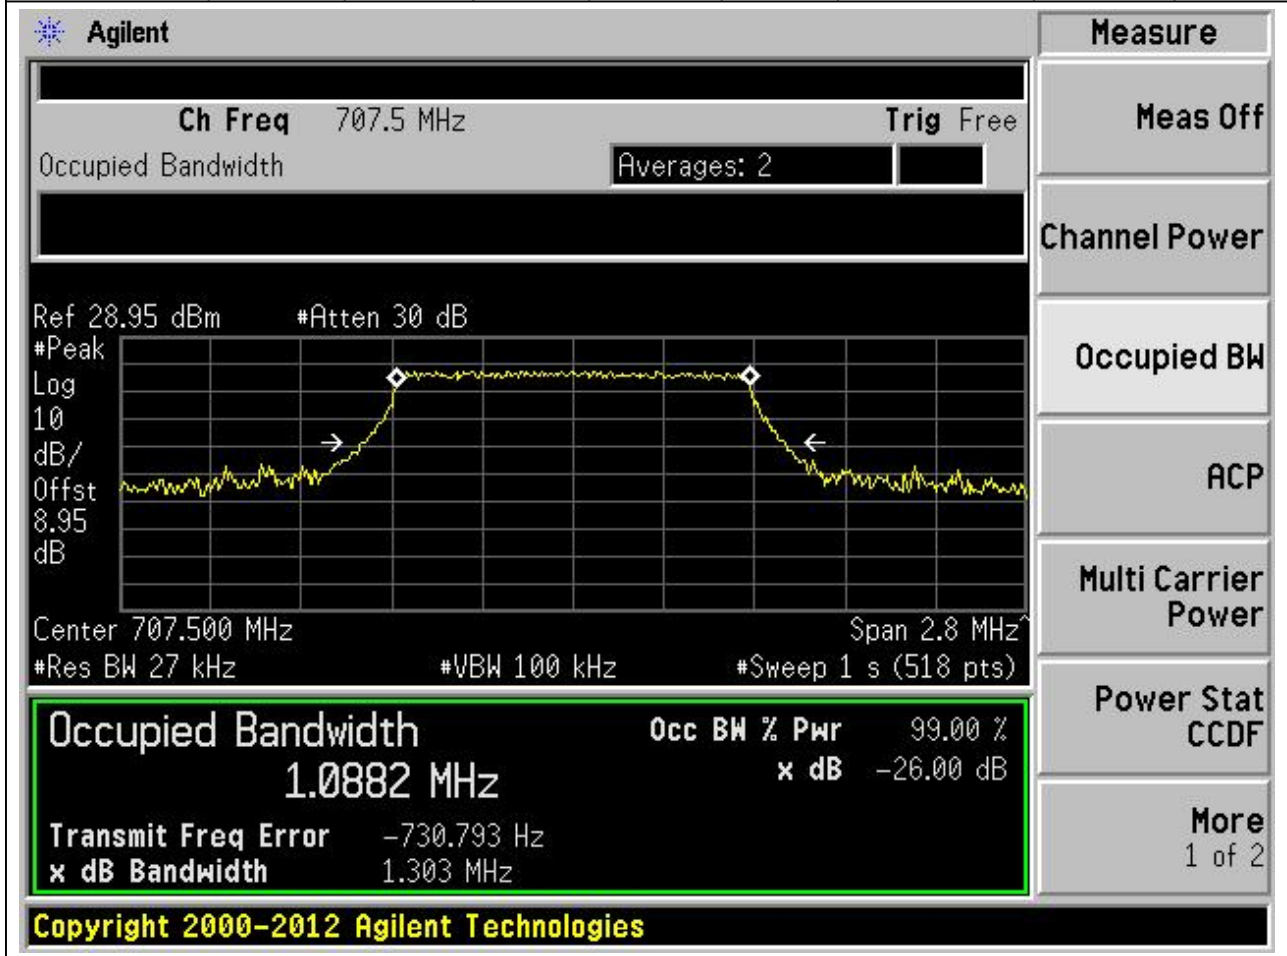 Agilent
Measure
Ch Freq 707.5 MHz Trig Free
Occupied Bandwidth Averages: 2
Meas Off
Channel Power
Occupied BW
ACP
Multi Carrier
Power
Power Stat
CCDF
More
1 of 2
Ref 28.95 dBm #Atten 30 dB
#Peak
Log
10
dB/
Offst
8.95
dB
Center 707.500 MHz Span 2.8 MHz^
#Res BW 27 kHz #VBW 100 kHz #Sweep 1 s (518 pts)
Occupied Bandwidth Occ BW % Pwr 99.00 %
1.0882 MHz x dB -26.00 dB
Transmit Freq Error -730.793 Hz
x dB Bandwidth 1.303 MHz
Copyright 2000-2012 Agilent Technologies